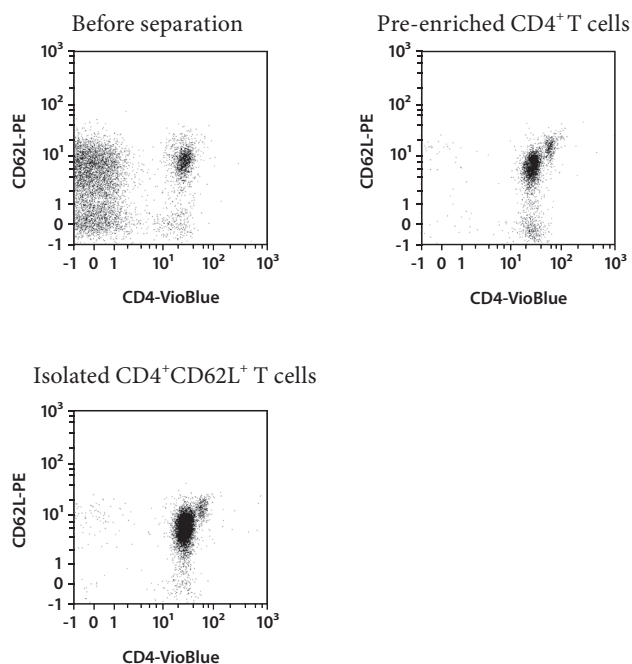 Before separation
10³
10²
10¹
1
0
-1
CD62L-PE
-1 0 1 10¹ 10² 10³
CD4-VioBlue
Pre-enriched CD4⁺ T cells
10³
10²
10¹
1
0
-1
CD62L-PE
-1 0 1 10¹ 10² 10³
CD4-VioBlue
Isolated CD4⁺CD62L⁺ T cells
10³
10²
10¹
1
0
-1
CD62L-PE
-1 0 1 10¹ 10² 10³
CD4-VioBlue